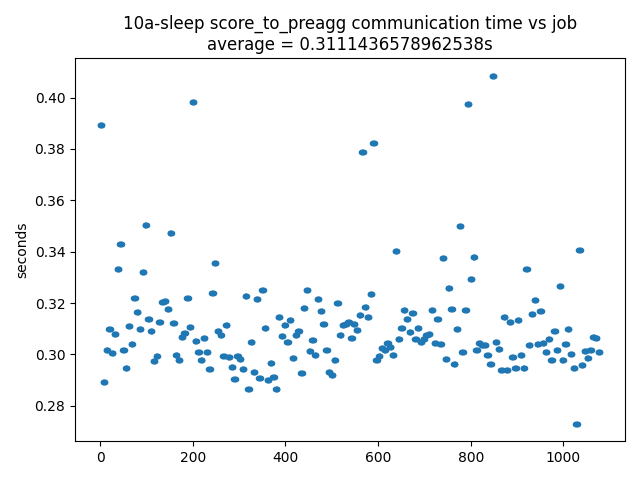 10a-sleep score_to_preagg communication time vs job
average = 0.3111436578962538s
0.40
0.38
0.36
0.34
0.32
0.30
0.28
seconds
0 200 400 600 800 1000